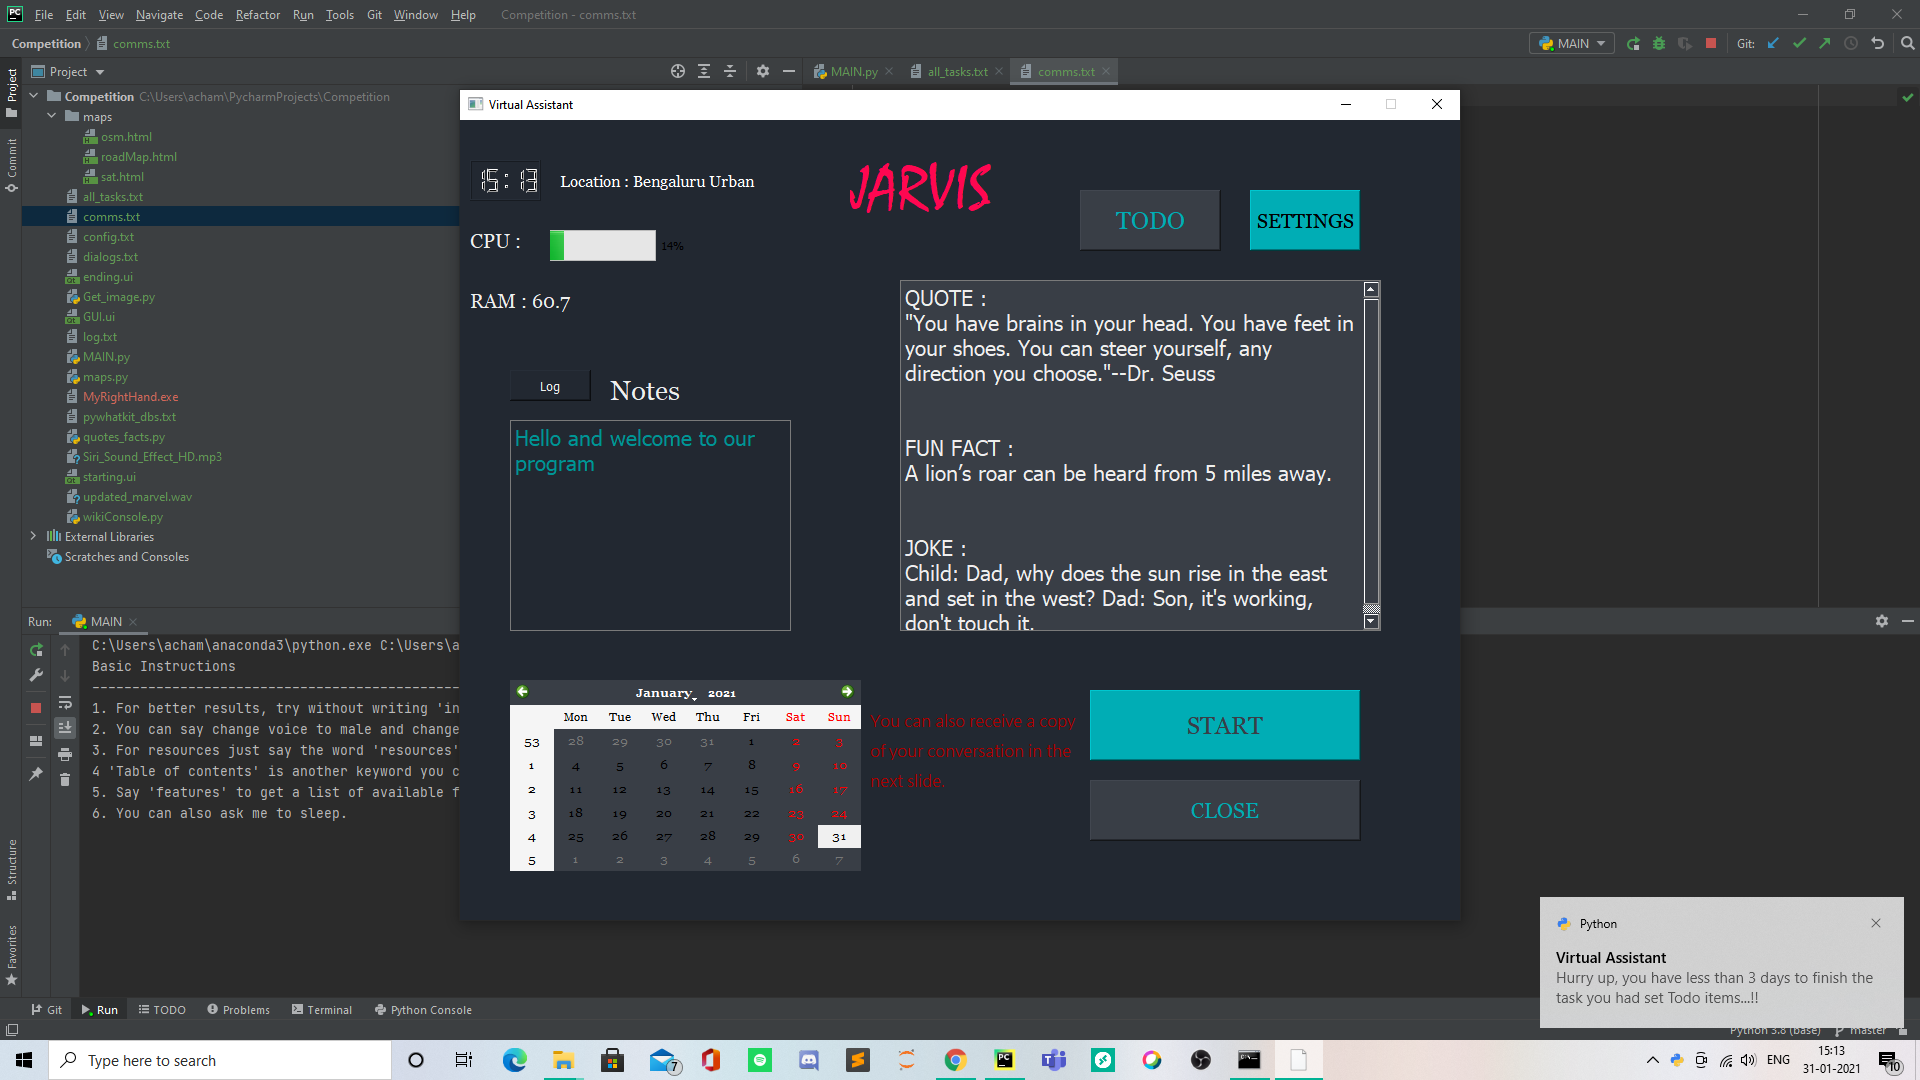 File Edit View Navigate Code Refactor Run Tools Git Window Help Competition - comms.txt
Competition comms.txt MAIN Git:
Project MAIN.py all_tasks.txt comms.txt
Project
Commit
Structure
Favorites
Competition C:\Users\acham\PycharmProjects\Competition
maps
osm.html
roadMap.html
sat.html
all_tasks.txt
comms.txt
config.txt
dialogs.txt
ending.ui
Get_image.py
GUI.ui
log.txt
MAIN.py
maps.py
MyRightHand.exe
pywhatkit_dbs.txt
quotes_facts.py
Siri_Sound_Effect_HD.mp3
starting.ui
updated_marvel.wav
wikiConsole.py
External Libraries
Scratches and Consoles
Run: MAIN
C:\Users\acham\anaconda3\python.exe C:\Users\a
Basic Instructions
1. For better results, try without writing 'in
2. You can say change voice to male and change
3. For resources just say the word 'resources'
4 'Table of contents' is another keyword you c
5. Say 'features' to get a list of available f
6. You can also ask me to sleep.
Virtual Assistant
Location : Bengaluru Urban
JARVIS
TODO
SETTINGS
CPU :
14%
RAM : 60.7
Log
Notes
Hello and welcome to our
program
QUOTE :
"You have brains in your head. You have feet in
your shoes. You can steer yourself, any
direction you choose."--Dr. Seuss
FUN FACT :
A lion’s roar can be heard from 5 miles away.
JOKE :
Child: Dad, why does the sun rise in the east
and set in the west? Dad: Son, it's working,
don't touch it.
January, 2021
Mon Tue Wed Thu Fri Sat Sun
53 28 29 30 31 1 2 3
1 4 5 6 7 8 9 10
2 11 12 13 14 15 16 17
3 18 19 20 21 22 23 24
4 25 26 27 28 29 30 31
5 1 2 3 4 5 6 7
You can also receive a copy
of your conversation in the
next slide.
START
CLOSE
Python
Virtual Assistant
Hurry up, you have less than 3 days to finish the
task you had set Todo items...!!
Git Run TODO Problems Terminal Python Console
Python 3.8 (base) master
Type here to search
7
ENG
15:13
31-01-2021
10